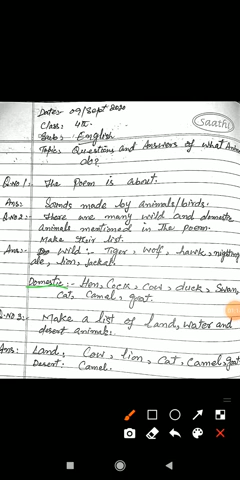 Date:- 09/Sept 2020
Saathi
Class: 4th.
Sub:- English
Topic: Questions and Answers of what Animals
do?
Q.No 1:- The Poem is about:
Ans: Sounds made by animals/birds.
Q.No 2:- There are many wild and domestic
animals mentioned in the poem.
Make their list.
Ans:- Wild:- Tiger, Wolf, hawk, nighting
ale, lion, Jackal.
Domestic:- Hen, Cock, Cow, duck, Swan,
Cat, Camel, goat.
Q.No 3:- Make a list of land, water and
desert animals.
Ans: Land, Cow, lion, Cat, Camel, goat
Desert: Camel.